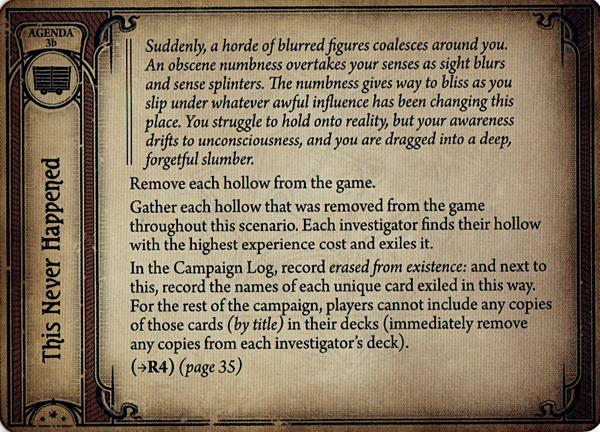 AGENDA
3b
This Never Happened
Suddenly, a horde of blurred figures coalesces around you.
An obscene numbness overtakes your senses as sight blurs
and sense splinters. The numbness gives way to bliss as you
slip under whatever awful influence has been changing this
place. You struggle to hold onto reality, but your awareness
drifts to unconsciousness, and you are dragged into a deep,
forgetful slumber.
Remove each hollow from the game.
Gather each hollow that was removed from the game
throughout this scenario. Each investigator finds their hollow
with the highest experience cost and exiles it.
In the Campaign Log, record erased from existence: and next to
this, record the names of each unique card exiled in this way.
For the rest of the campaign, players cannot include any copies
of those cards (by title) in their decks (immediately remove
any copies from each investigator's deck).
(→R4) (page 35)